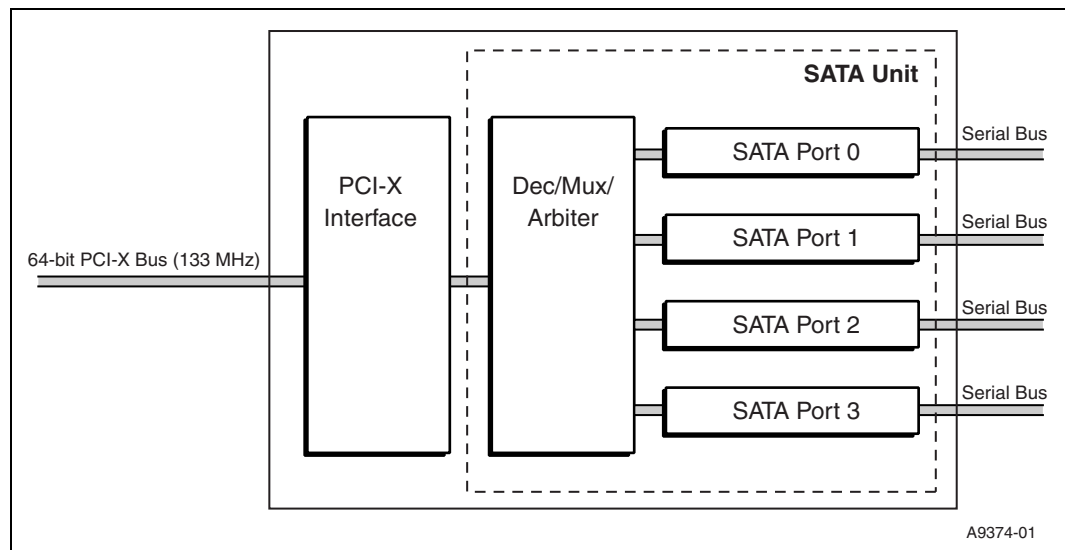 SATA Unit
Serial Bus
SATA Port 0
PCI-X
Interface
Dec/Mux/
Arbiter
Serial Bus
SATA Port 1
64-bit PCI-X Bus (133 MHz)
Serial Bus
SATA Port 2
Serial Bus
SATA Port 3
A9374-01